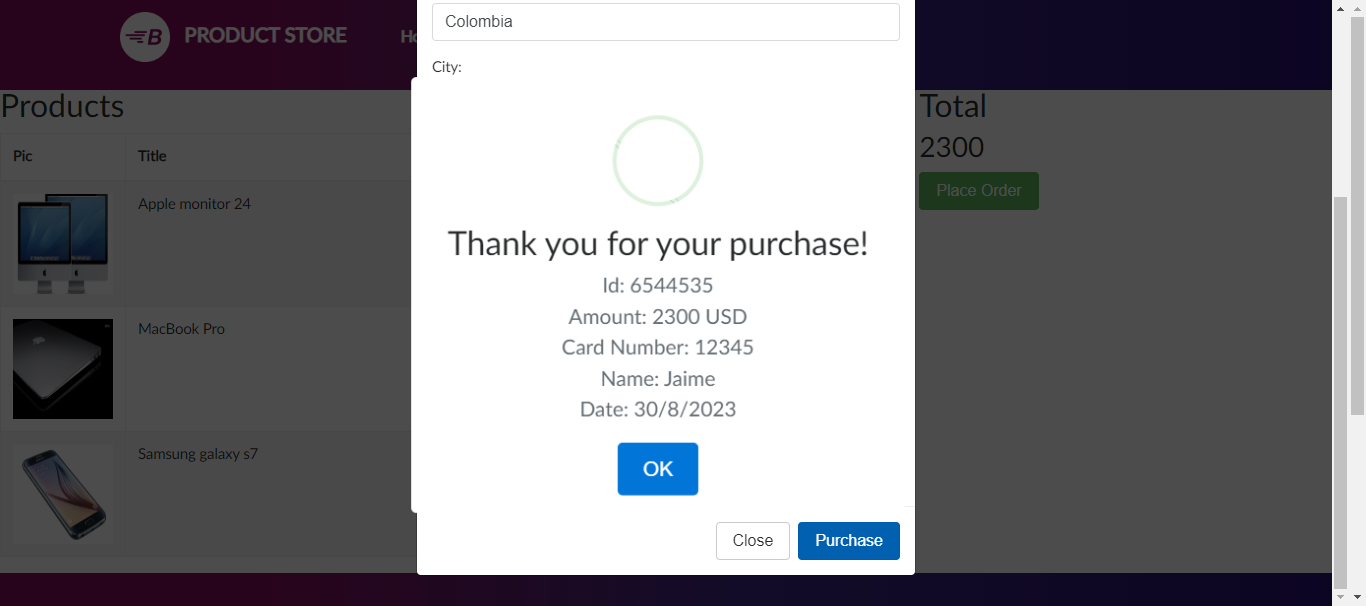 PRODUCT STORE
Colombia
City:
Products
Pic
Title
Apple monitor 24
MacBook Pro
Samsung galaxy s7
Thank you for your purchase!
Id: 6544535
Amount: 2300 USD
Card Number: 12345
Name: Jaime
Date: 30/8/2023
OK
Close
Purchase
Total
2300
Place Order